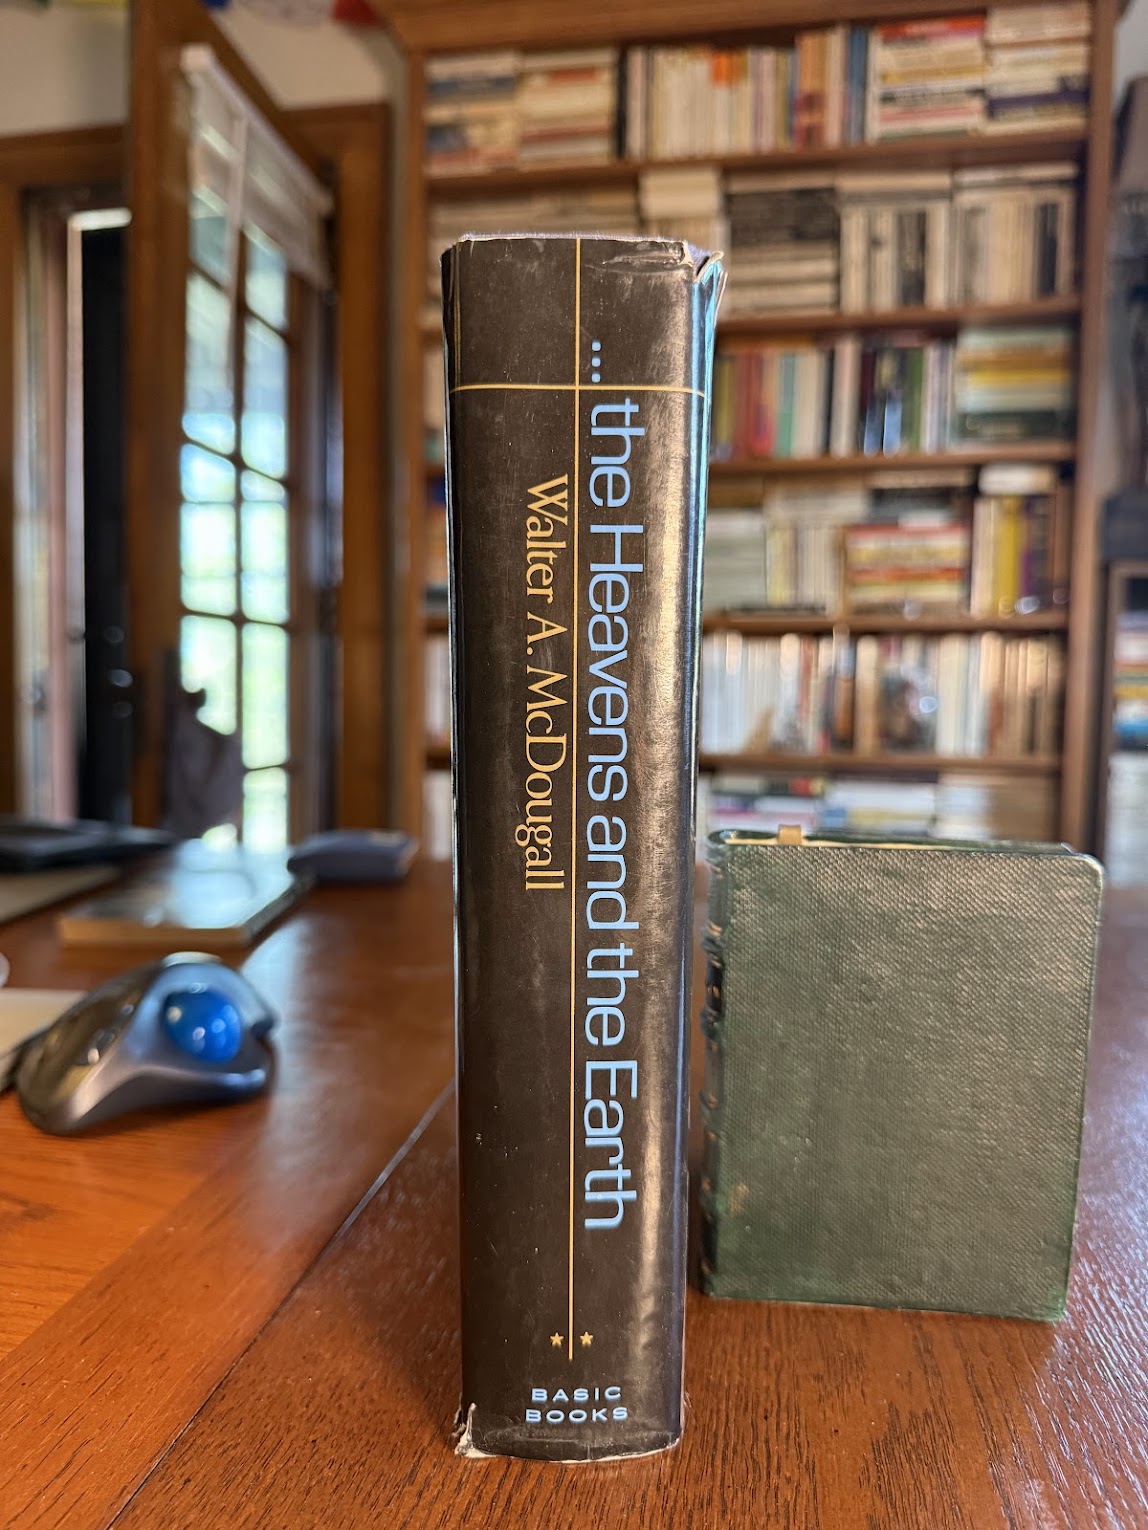 ... the Heavens and the Earth
Walter A. McDougall
BASIC
BOOKS